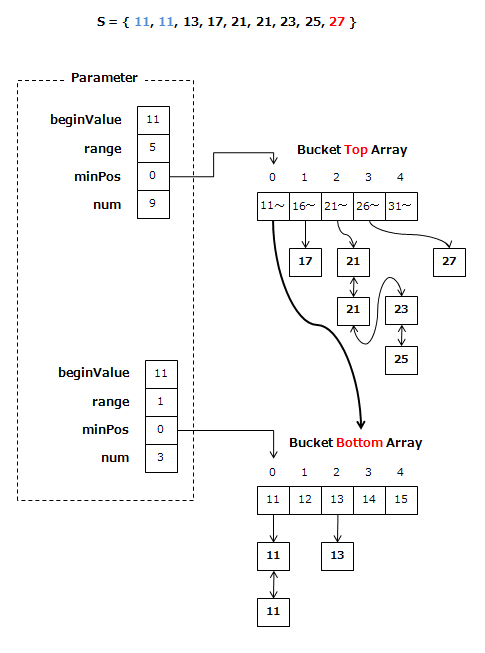 S = { 11, 11, 13, 17, 21, 21, 23, 25, 27 }
Parameter
beginValue 11
range 5
minPos 0
num 9
Bucket Top Array
0 1 2 3 4
11～ 16～ 21～ 26～ 31～
17 21 27
21 23
25
beginValue 11
range 1
minPos 0
num 3
Bucket Bottom Array
0 1 2 3 4
11 12 13 14 15
11 13
11